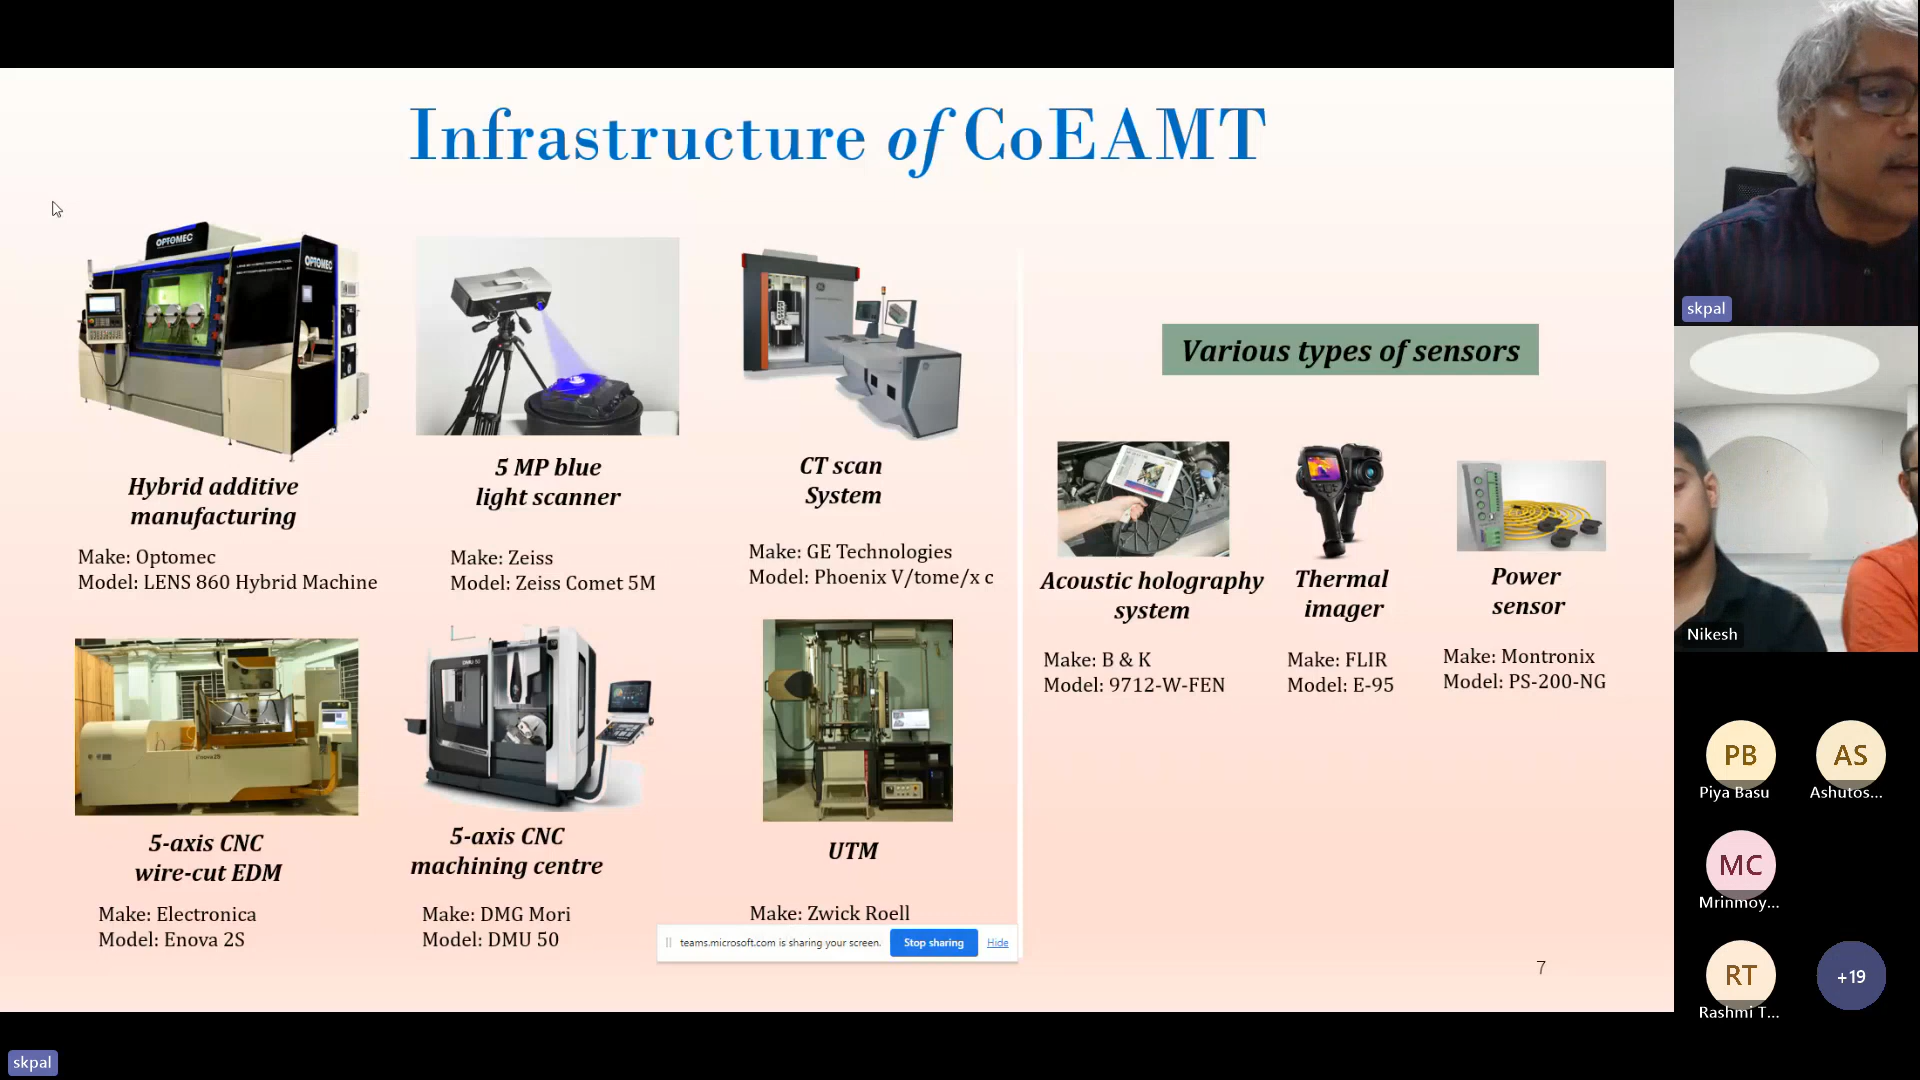 Infrastructure of CoEAMT
OPTOMEC
OPTOMEC
Hybrid additive
manufacturing
Make: Optomec
Model: LENS 860 Hybrid Machine
5 MP blue
light scanner
Make: Zeiss
Model: Zeiss Comet 5M
CT scan
System
Make: GE Technologies
Model: Phoenix V/tome/x c
5-axis CNC
wire-cut EDM
Make: Electronica
Model: Enova 2S
DMU 50
5-axis CNC
machining centre
Make: DMG Mori
Model: DMU 50
UTM
Make: Zwick Roell
teams.microsoft.com is sharing your screen.
Stop sharing
Hide
Various types of sensors
Acoustic holography
system
Make: B & K
Model: 9712-W-FEN
Thermal
imager
Make: FLIR
Model: E-95
Power
sensor
Make: Montronix
Model: PS-200-NG
7
skpal
Nikesh
PB
Piya Basu
AS
Ashutos...
MC
Mrinmoy...
RT
Rashmi T...
+19
skpal